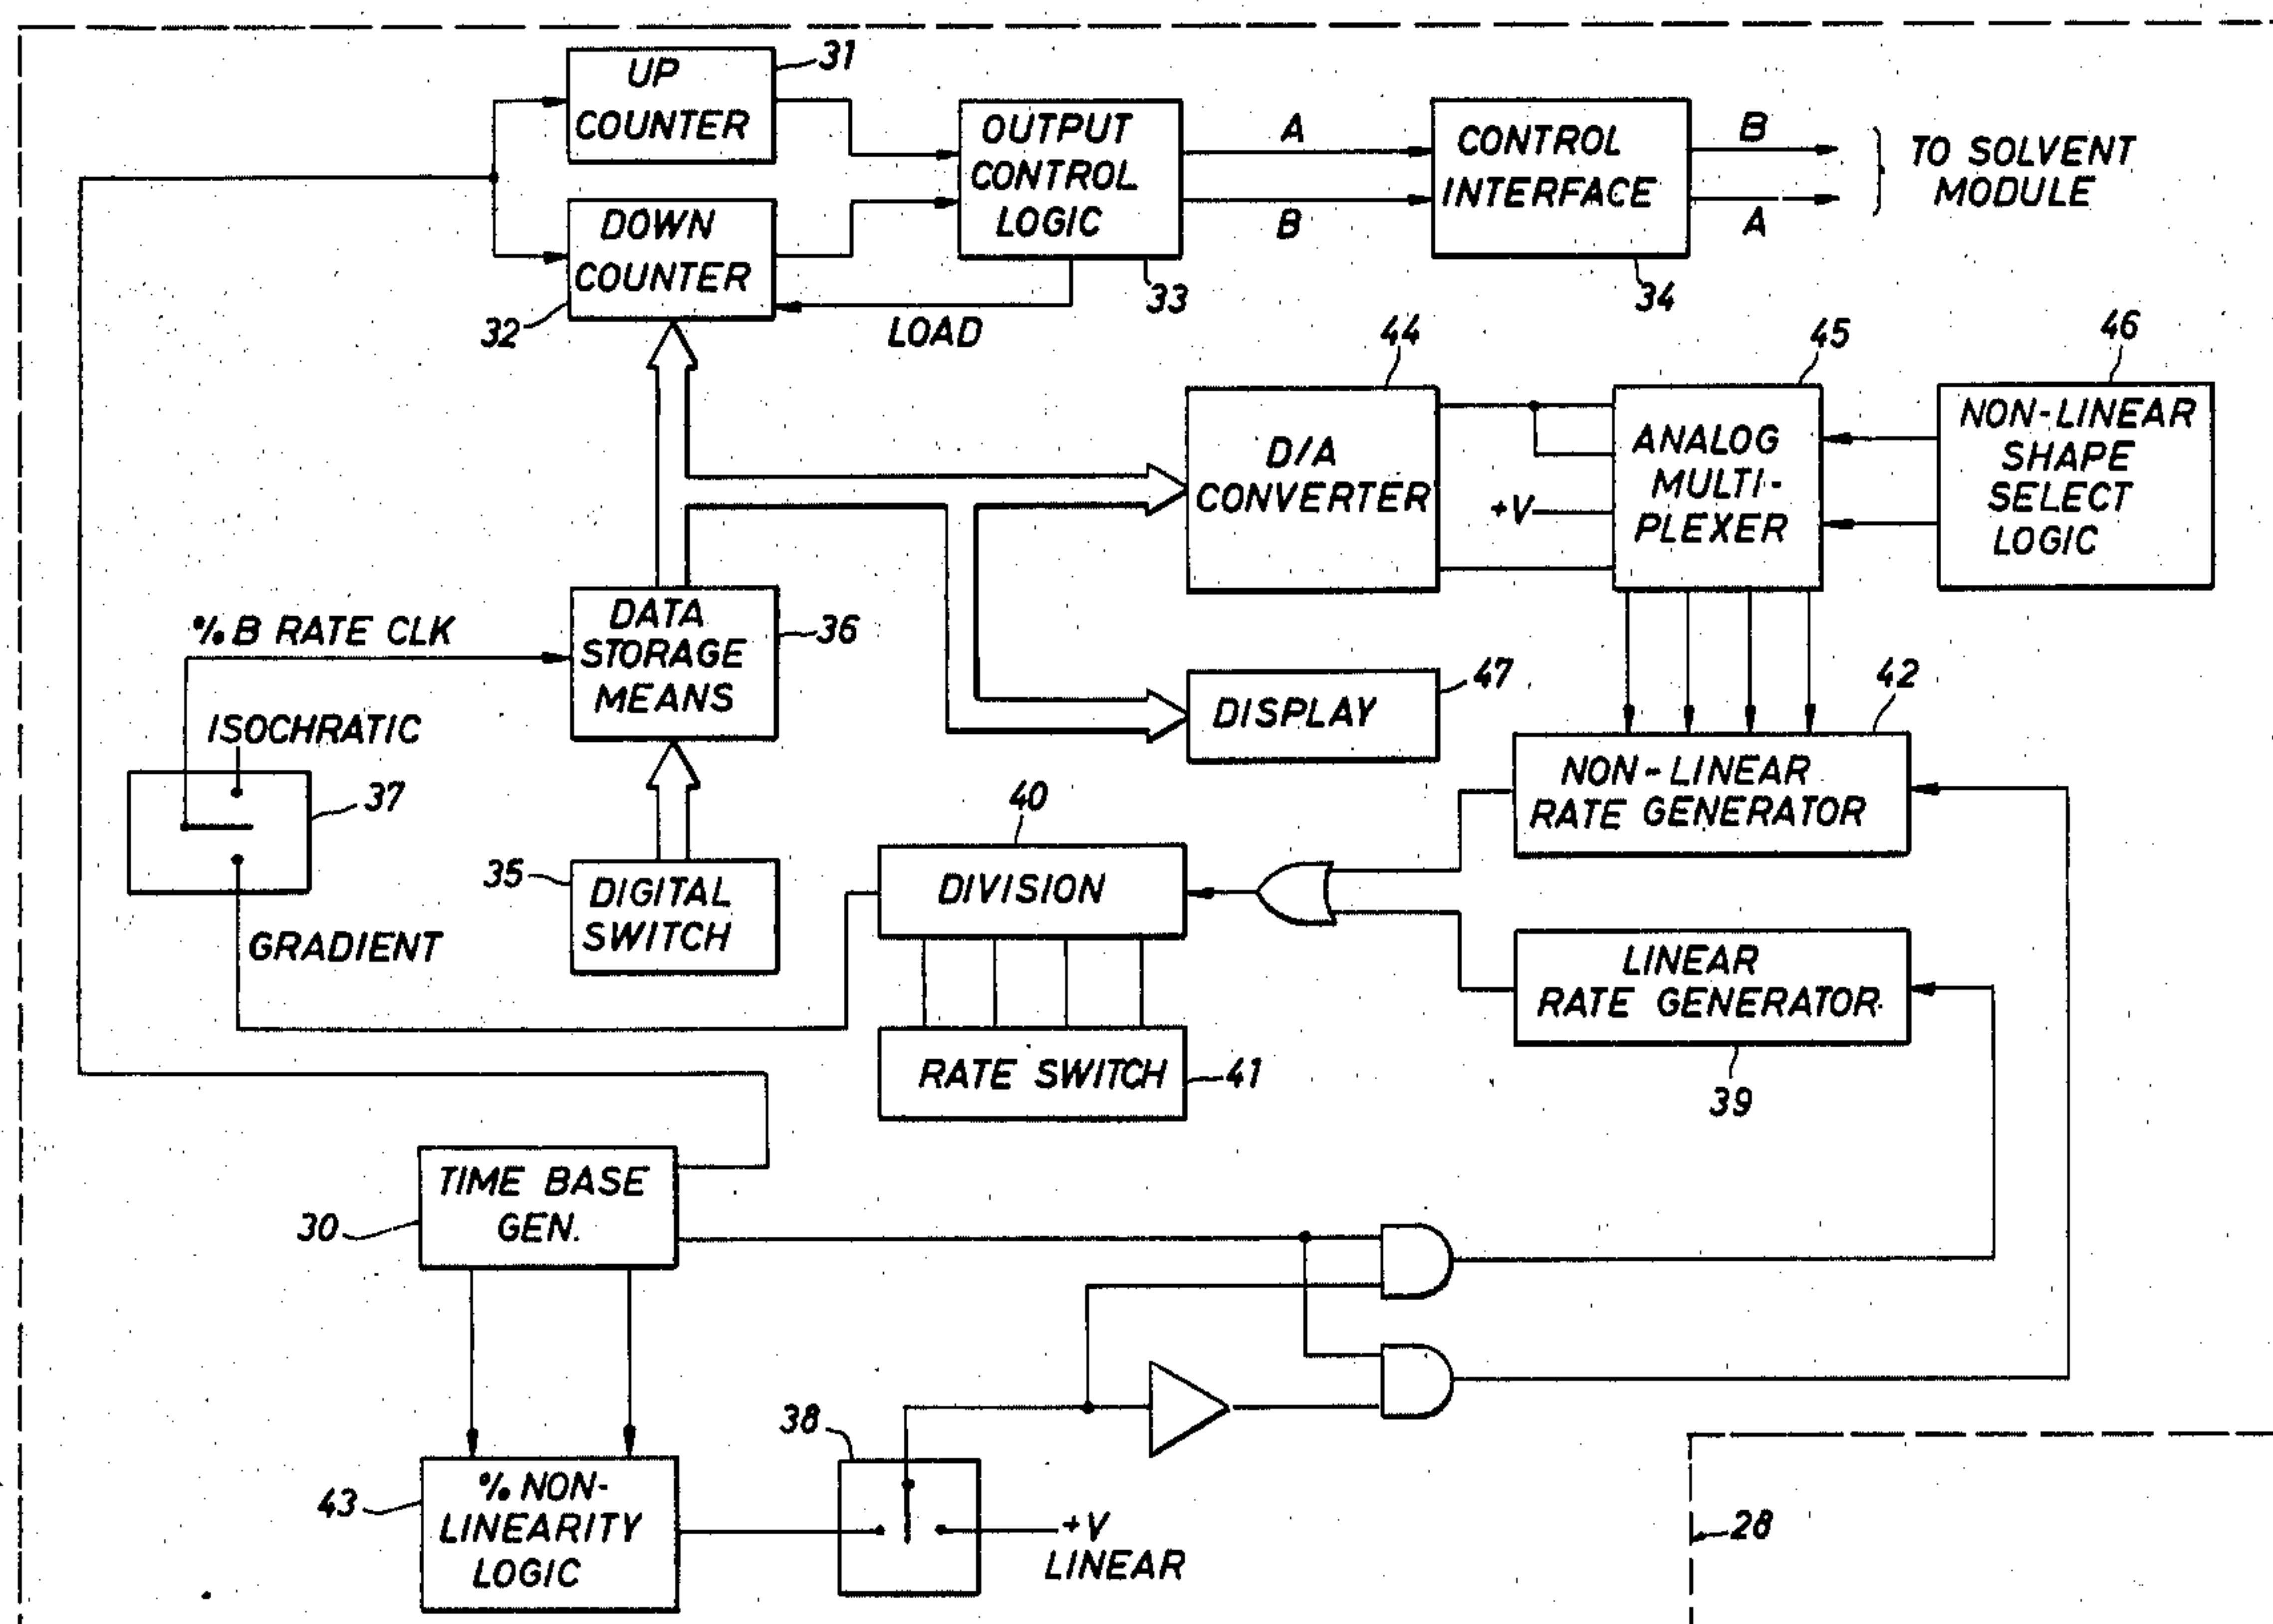 UP
COUNTER
31
DOWN
COUNTER
32
OUTPUT
CONTROL
LOGIC
33
LOAD
A
B
CONTROL
INTERFACE
34
B
A
TO SOLVENT
MODULE
44
D/A
CONVERTER
45
ANALOG
MULTI-
PLEXER
+V
46
NON-LINEAR
SHAPE
SELECT
LOGIC
% B RATE CLK
DATA
STORAGE
MEANS
36
ISOCHRATIC
37
GRADIENT
35
DIGITAL
SWITCH
DISPLAY
47
42
NON-LINEAR
RATE GENERATOR
40
DIVISION
LINEAR
RATE GENERATOR
39
RATE SWITCH
41
TIME BASE
GEN.
30
% NON-
LINEARITY
LOGIC
43
38
+V
LINEAR
28